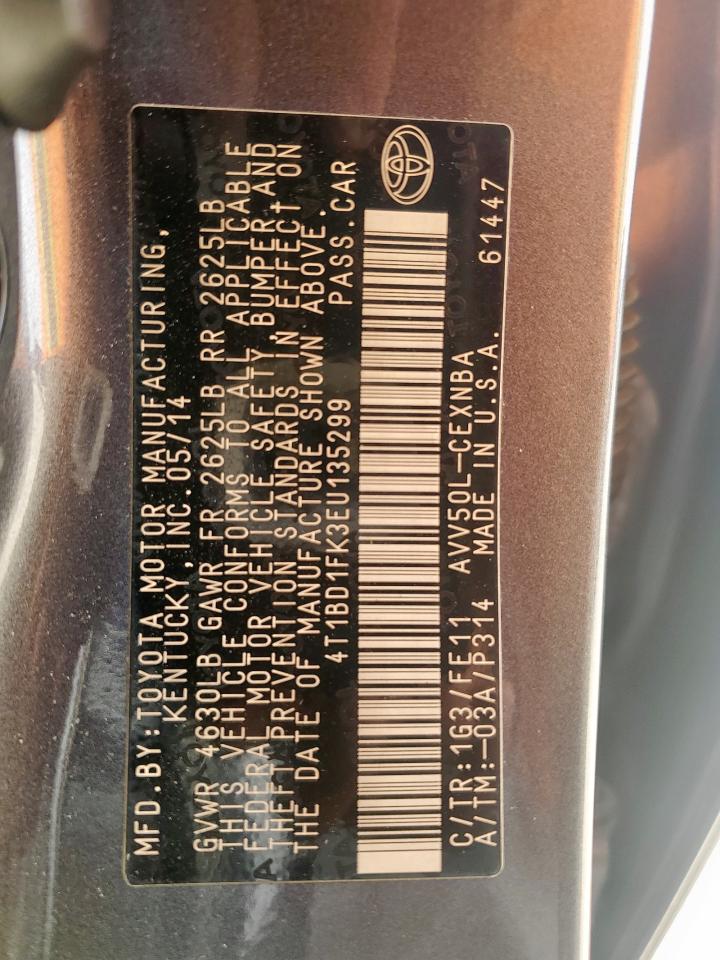 MFD.BY:TOYOTA MOTOR MANUFACTURING,
KENTUCKY,INC.05/14
GVWR 4630LB GAWR FR 2625LB RR 2625LB
THIS VEHICLE CONFORMS TO ALL APPLICABLE
FEDERAL MOTOR VEHICLE SAFETY, BUMPER AND
THEFT PREVENTION STANDARDS IN EFFECT ON
THE DATE OF MANUFACTURE SHOWN ABOVE.
4T1BD1FK3EU135299 PASS.CAR
C/TR:1G3/FE11 AVV50L-CEXNBA
A/TM:-03A/P314 MADE IN U.S.A. 61447